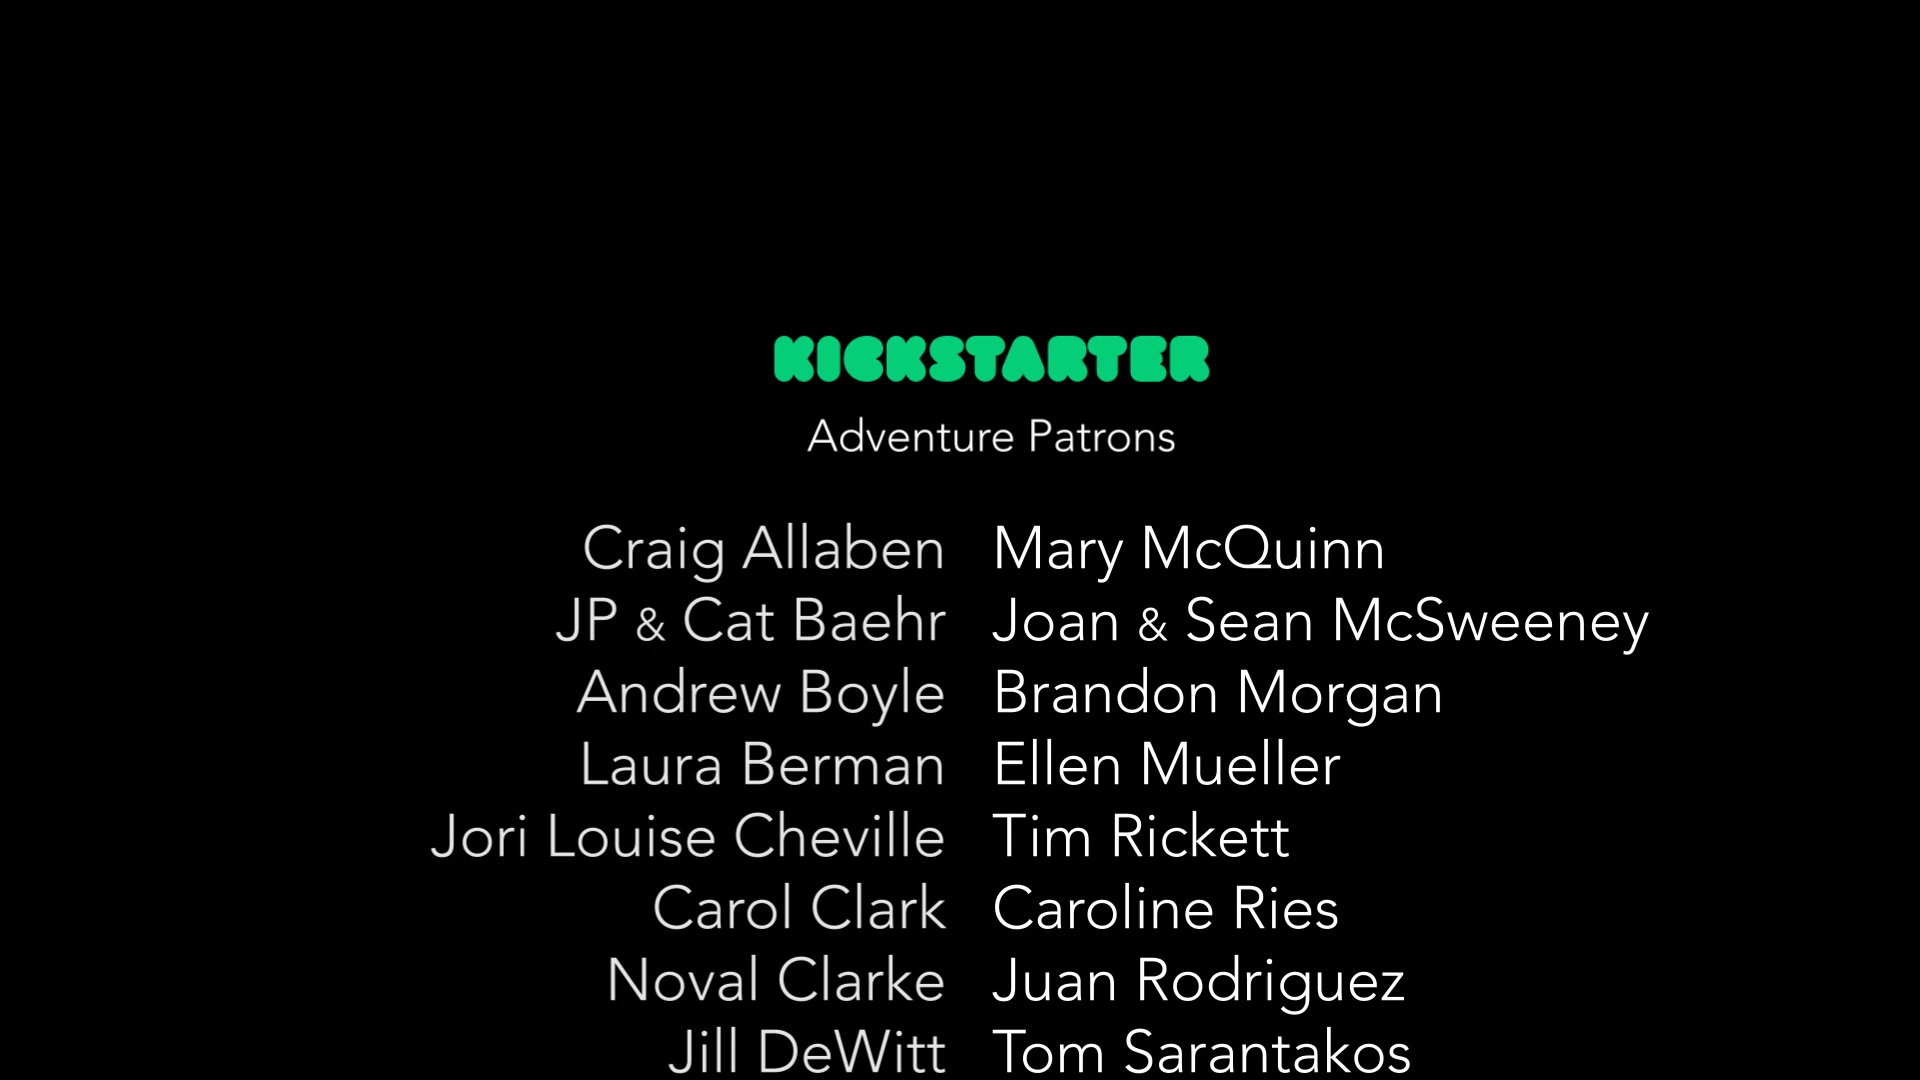 KICKSTARTER
Adventure Patrons
Craig Allaben Mary McQuinn
JP & Cat Baehr Joan & Sean McSweeney
Andrew Boyle Brandon Morgan
Laura Berman Ellen Mueller
Jori Louise Cheville Tim Rickett
Carol Clark Caroline Ries
Noval Clarke Juan Rodriguez
Jill DeWitt Tom Sarantakos